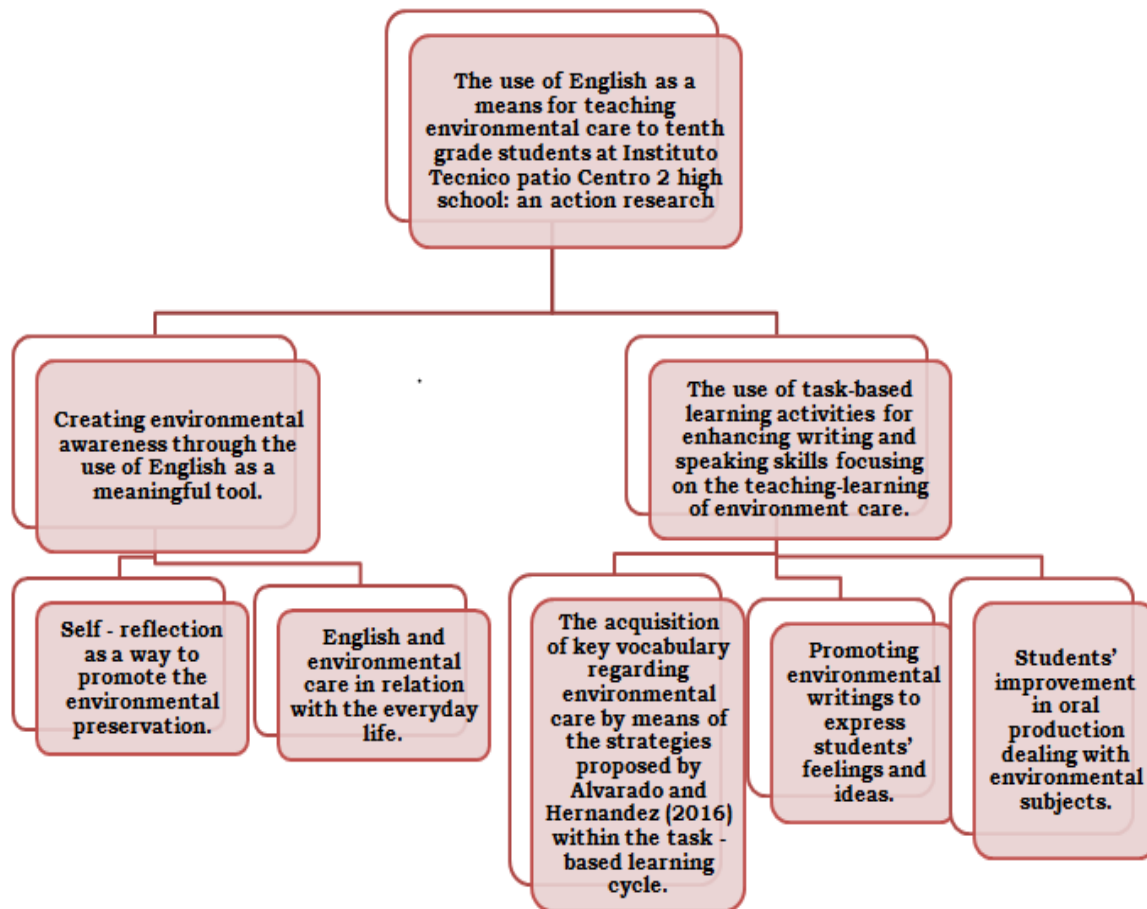 The use of English as a
means for teaching
environmental care to tenth
grade students at Instituto
Tecnico patio Centro 2 high
school: an action research
Creating environmental
awareness through the
use of English as a
meaningful tool.
The use of task-based
learning activities for
enhancing writing and
speaking skills focusing
on the teaching-learning
of environment care.
Self - reflection
as a way to
promote the
environmental
preservation.
English and
environmental
care in relation
with the everyday
life.
The acquisition
of key vocabulary
regarding
environmental
care by means of
the strategies
proposed by
Alvarado and
Hernandez (2016)
within the task -
based learning
cycle.
Promoting
environmental
writings to
express
students'
feelings and
ideas.
Students'
improvement
in oral
production
dealing with
environmental
subjects.